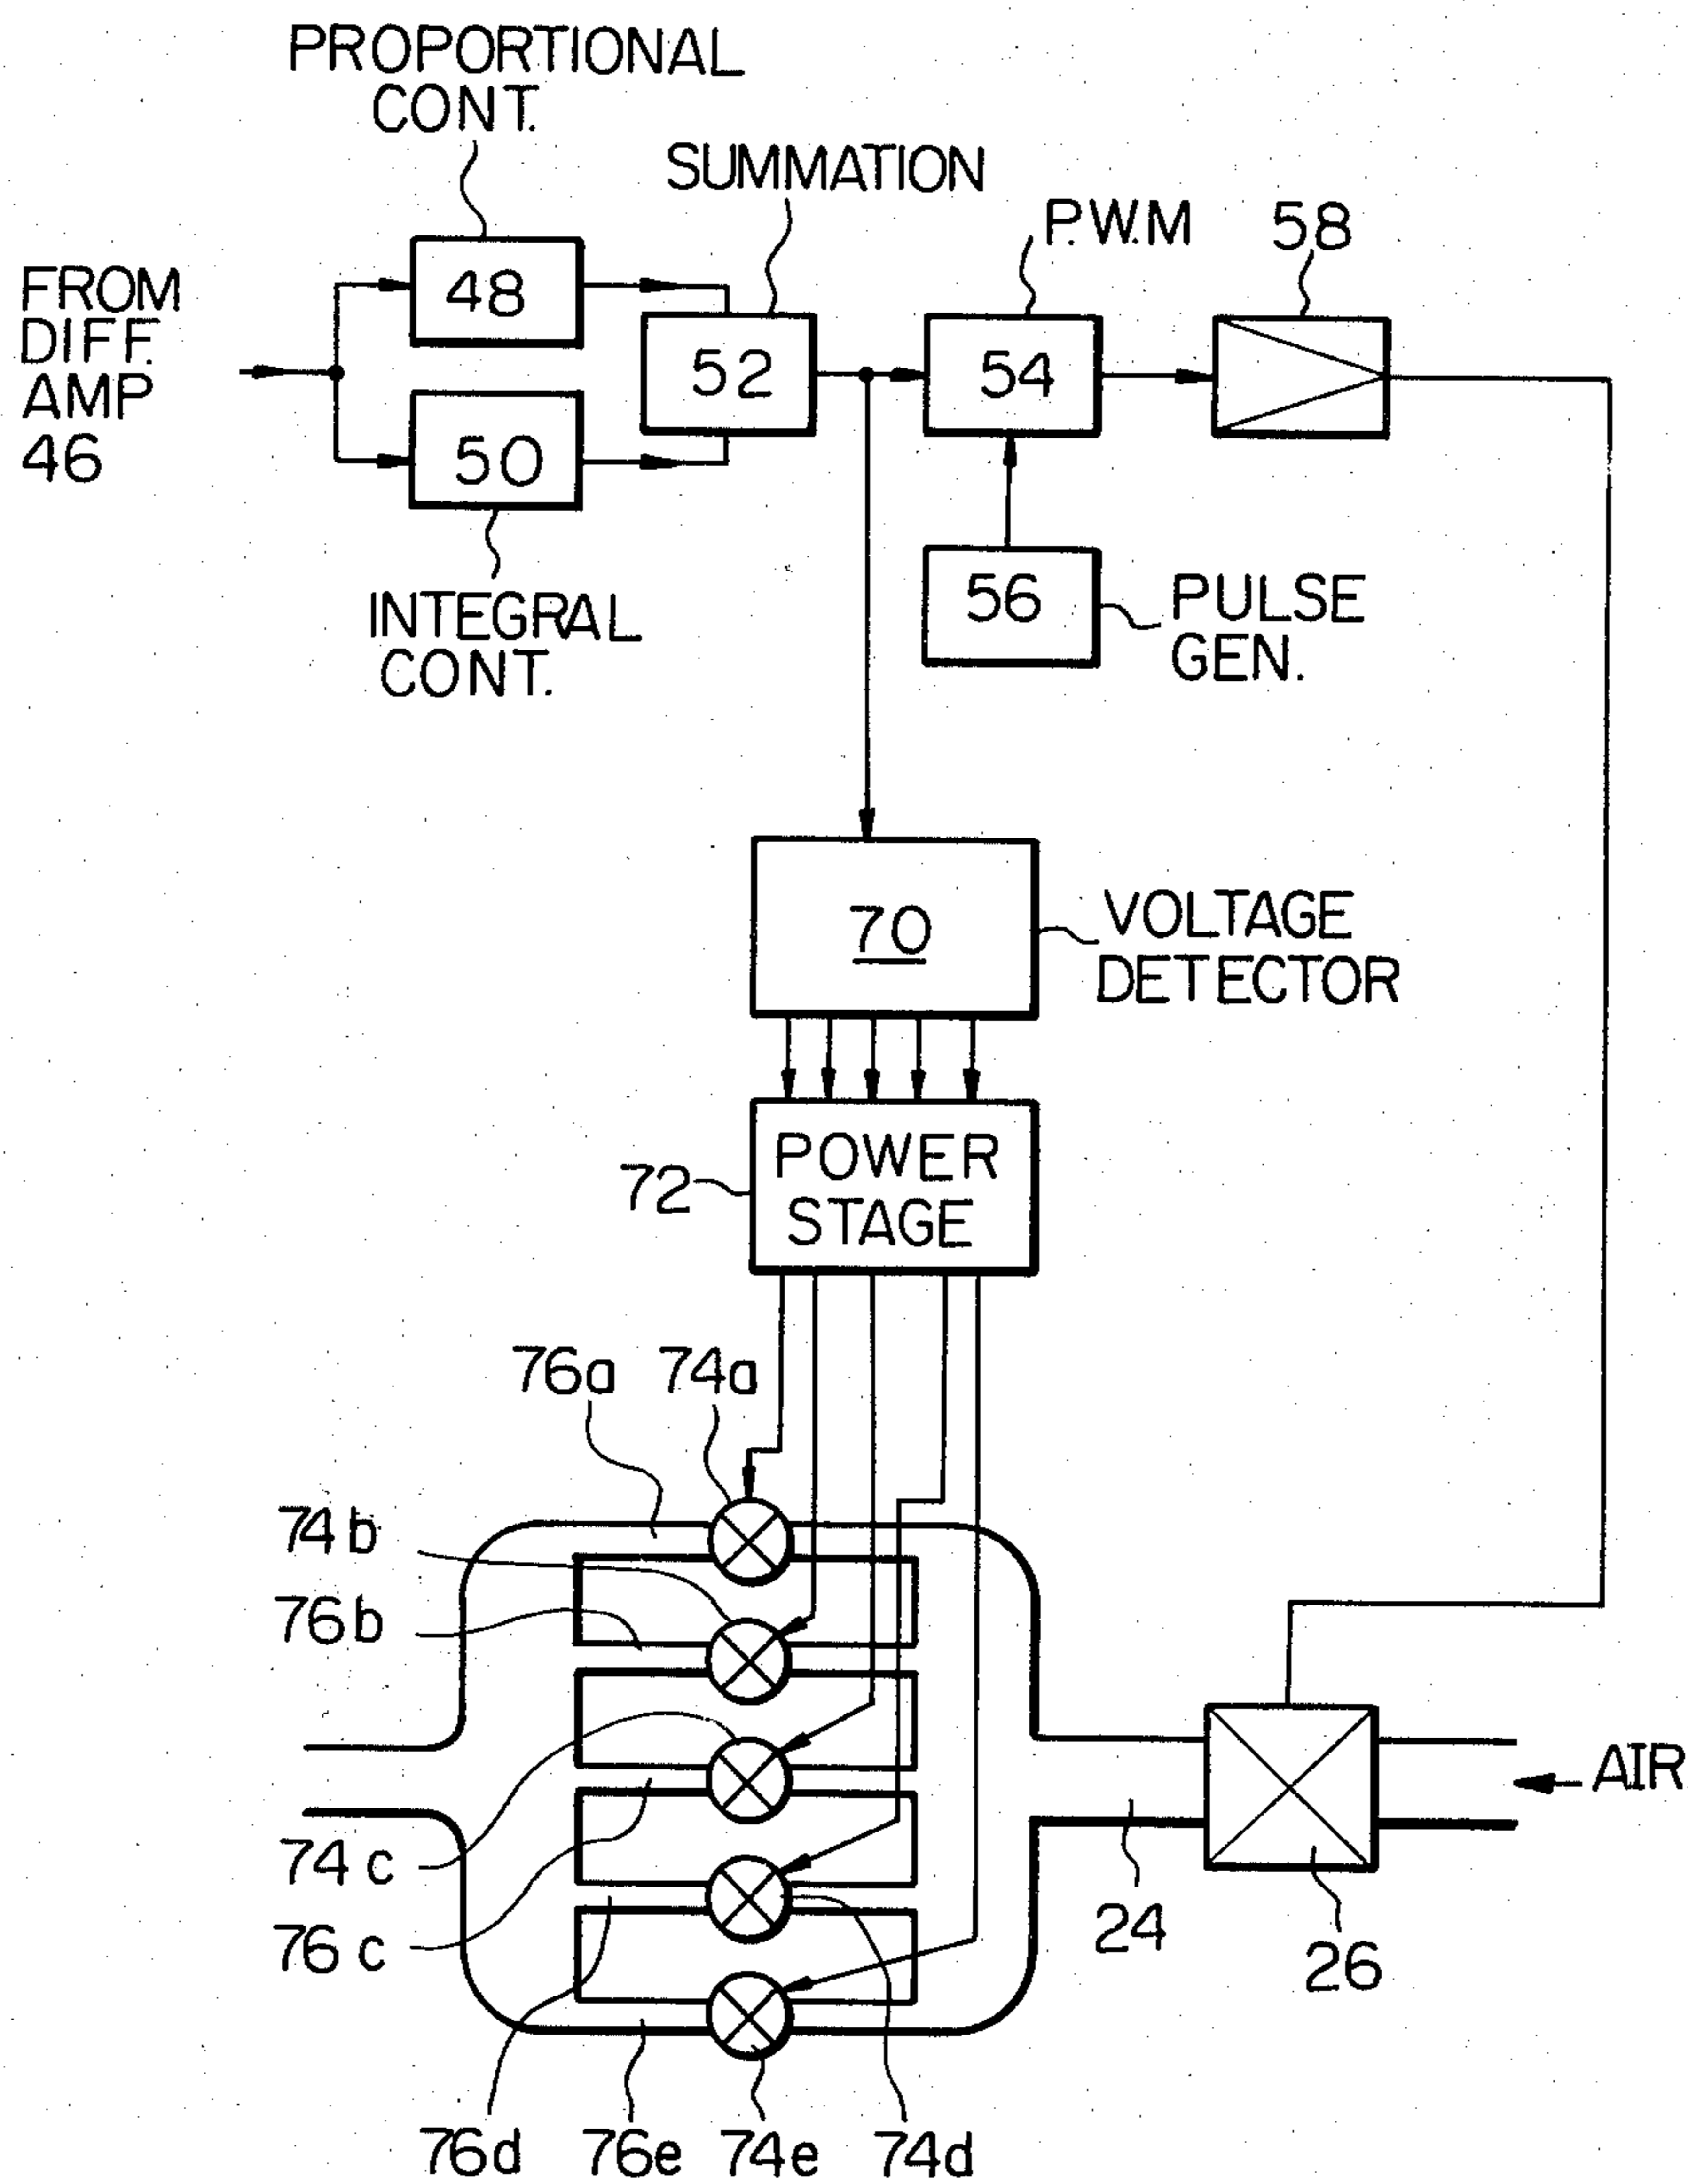 PROPORTIONAL
CONT.
SUMMATION
P.W.M
58
48
FROM
DIFF.
AMP
46
52
54
50
56
PULSE
GEN.
INTEGRAL
CONT.
70
VOLTAGE
DETECTOR
72
POWER
STAGE
76a
74a
74b
76b
AIR
74c
24
76c
26
76d
76e
74e
74d